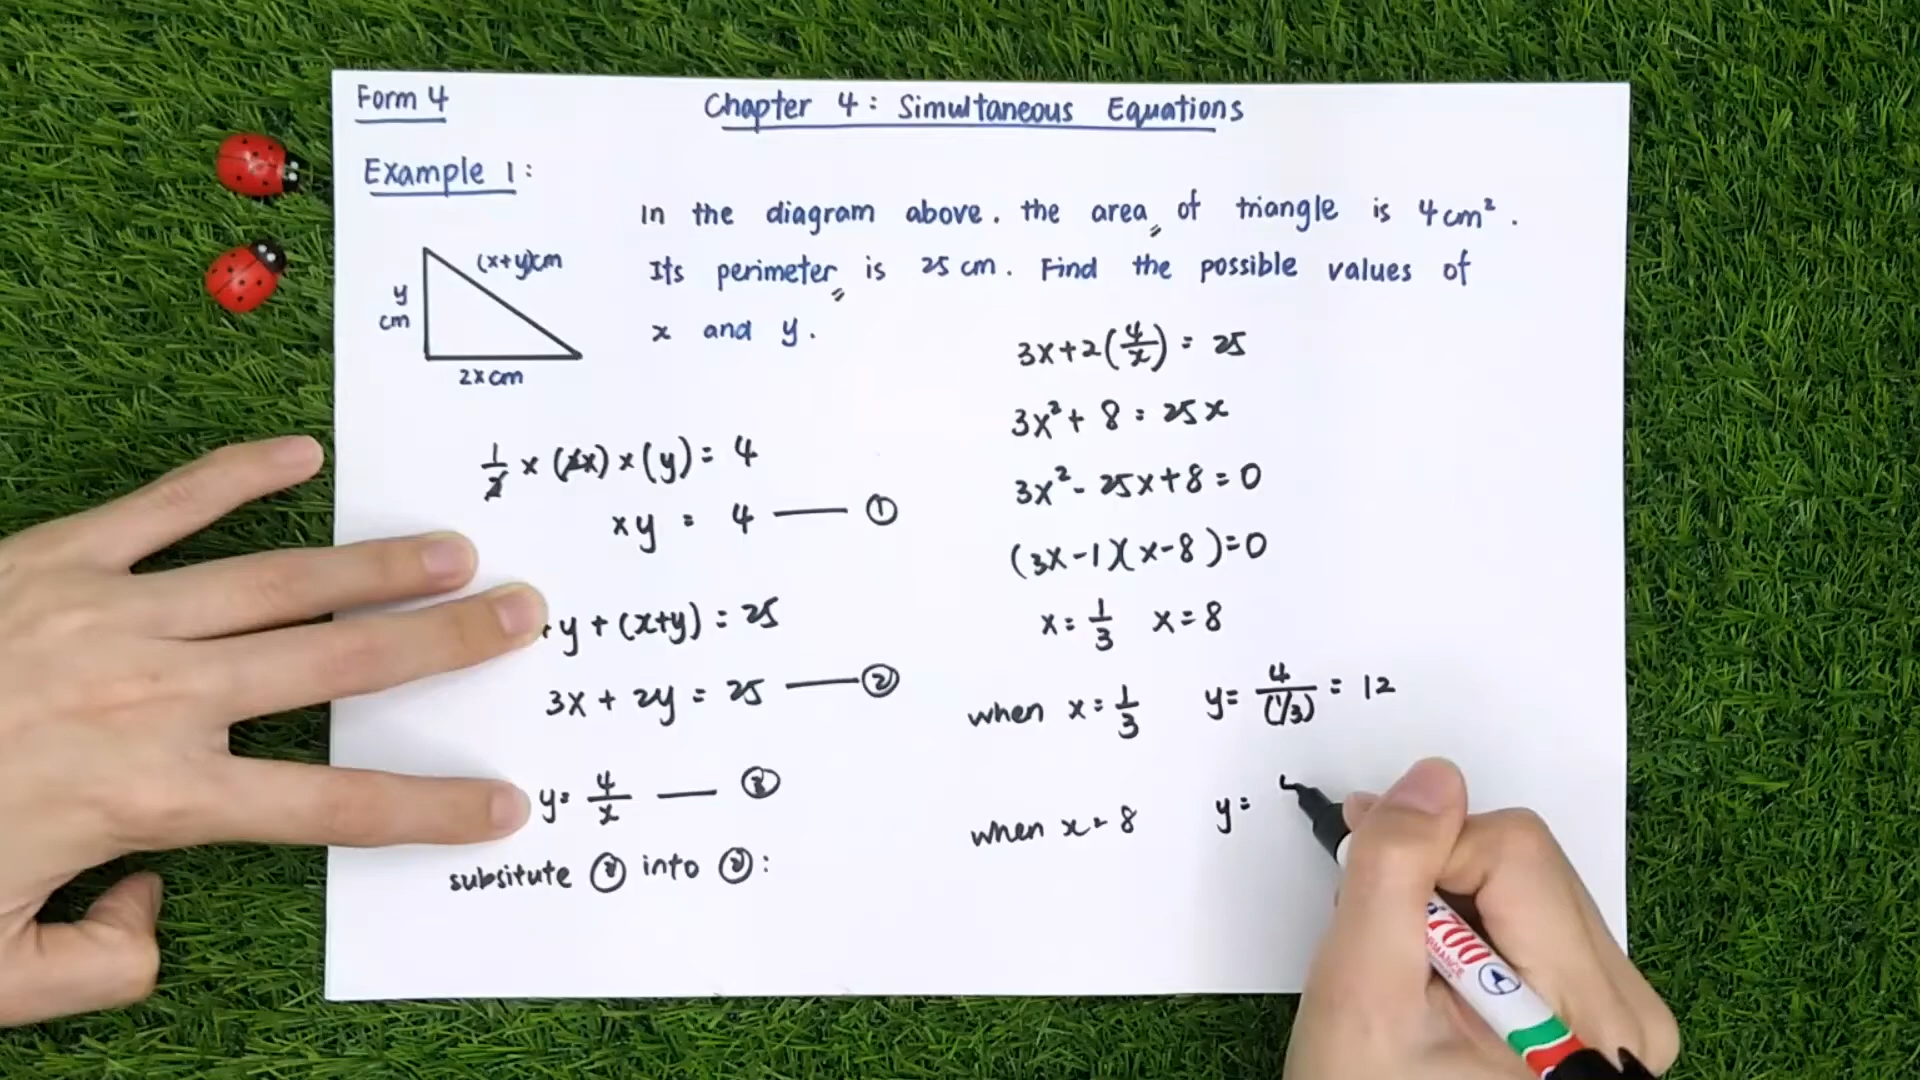 Form 4
Chapter 4: Simultaneous Equations
Example 1:
In the diagram above, the area of triangle is 4cm².
Its perimeter is 25 cm. Find the possible values of
x and y.
(x+y)cm
y
cm
2x cm
1/2 x (2x) x (y) = 4
xy = 4 —— ①
+ y + (x+y) = 25
3x + 2y = 25 —— ②
y = 4/x —— ③
subsitute ③ into ②:
3x+2(4/x) = 25
3x² + 8 = 25x
3x² - 25x + 8 = 0
(3x-1)(x-8) = 0
x = 1/3 x = 8
when x = 1/3 y = 4/(1/3) = 12
when x = 8 y =
700